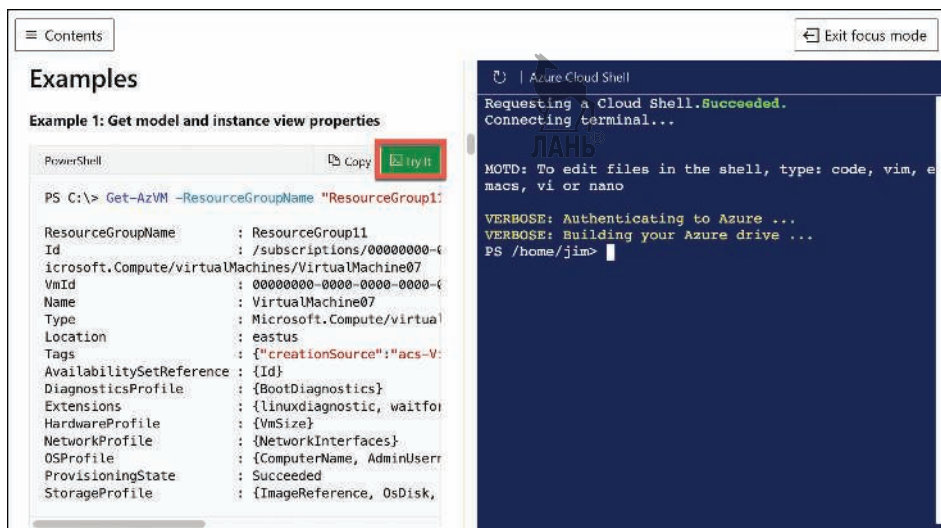 ≡ Contents
Exit focus mode
Examples
Example 1: Get model and instance view properties
PowerShell
Copy
Try It
PS C:\> Get-AzVM -ResourceGroupName "ResourceGroup11
ResourceGroupName : ResourceGroup11
Id : /subscriptions/00000000-0
icrosoft.Compute/virtualMachines/VirtualMachine07
VmId : 00000000-0000-0000-0000-0
Name : VirtualMachine07
Type : Microsoft.Compute/virtual
Location : eastus
Tags : {"creationSource":"acs-V
AvailabilitySetReference : {Id}
DiagnosticsProfile : {BootDiagnostics}
Extensions : {linuxdiagnostic, waitfor
HardwareProfile : {VmSize}
NetworkProfile : {NetworkInterfaces}
OSProfile : {ComputerName, AdminUser
ProvisioningState : Succeeded
StorageProfile : {ImageReference, OsDisk,
| Azure Cloud Shell
Requesting a Cloud Shell.Succeeded.
Connecting terminal...
ЛАНЬ®
MOTD: To edit files in the shell, type: code, vim, e
macs, vi or nano
VERBOSE: Authenticating to Azure ...
VERBOSE: Building your Azure drive ...
PS /home/jim>